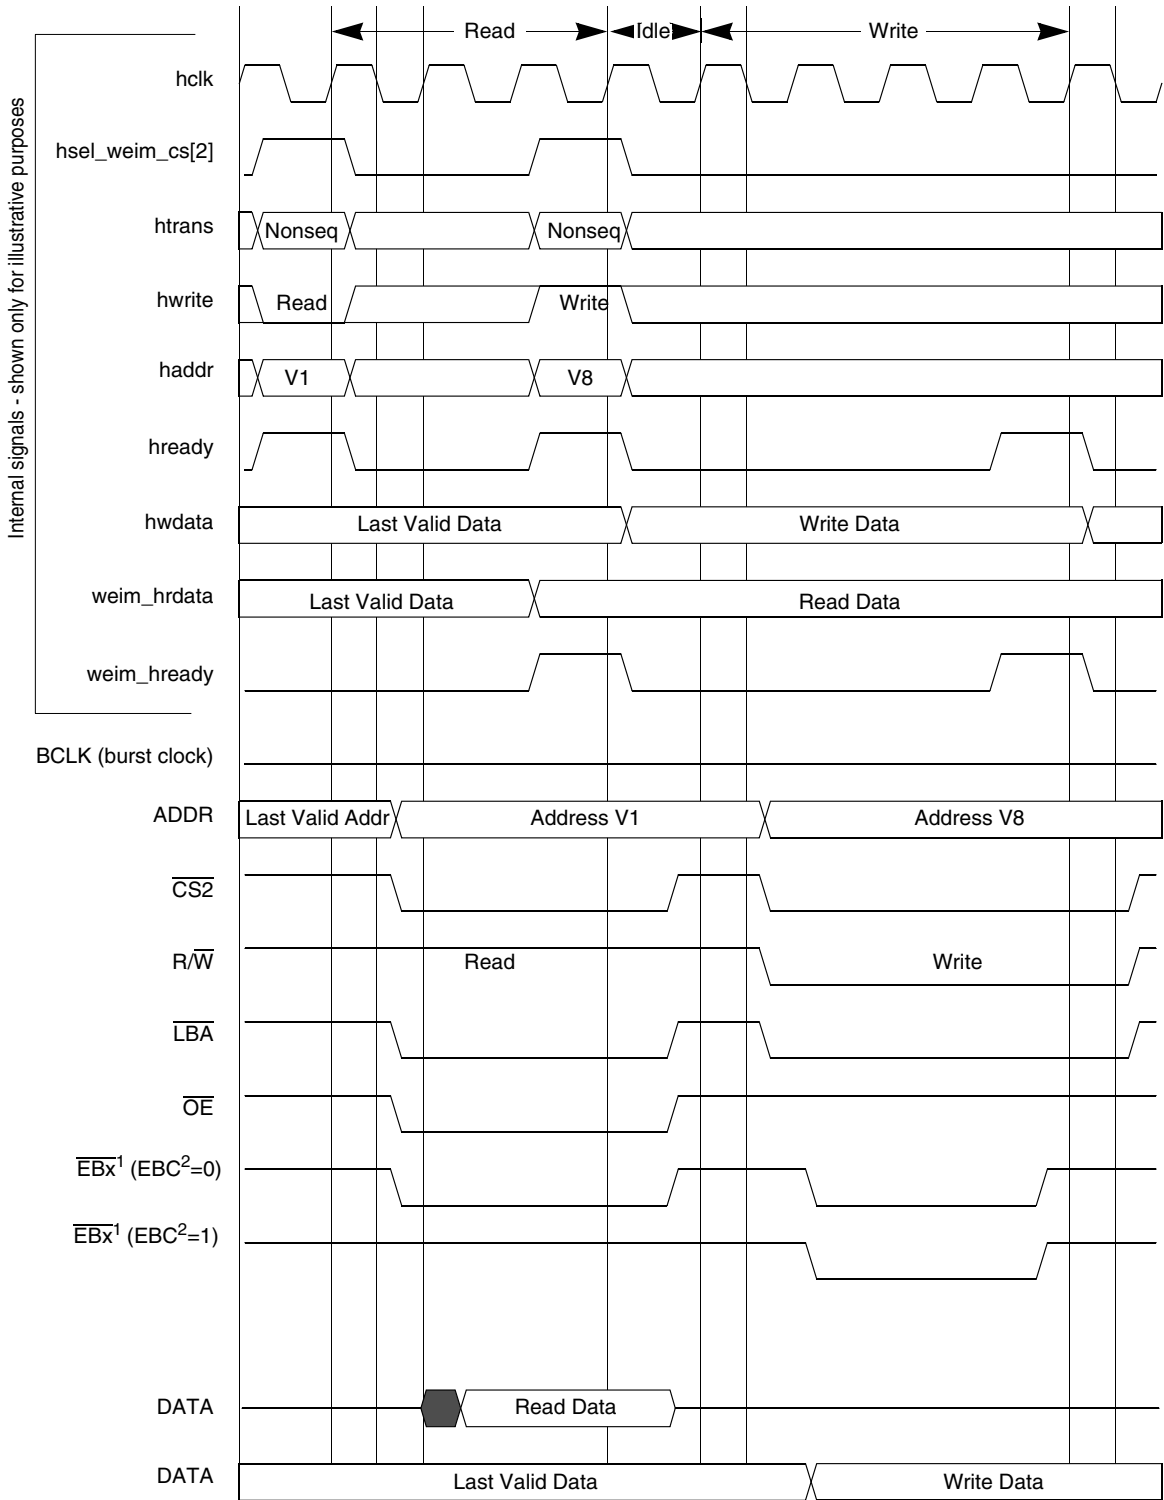 Read Idle Write
Internal signals - shown only for illustrative purposes
hclk
hsel_weim_cs[2]
htrans Nonseq Nonseq
hwrite Read Write
haddr V1 V8
hready
hwdata Last Valid Data Write Data
weim_hrdata Last Valid Data Read Data
weim_hready
BCLK (burst clock)
ADDR Last Valid Addr Address V1 Address V8
CS2
R/W Read Write
LBA
OE
EBx¹ (EBC²=0)
EBx¹ (EBC²=1)
DATA Read Data
DATA Last Valid Data Write Data